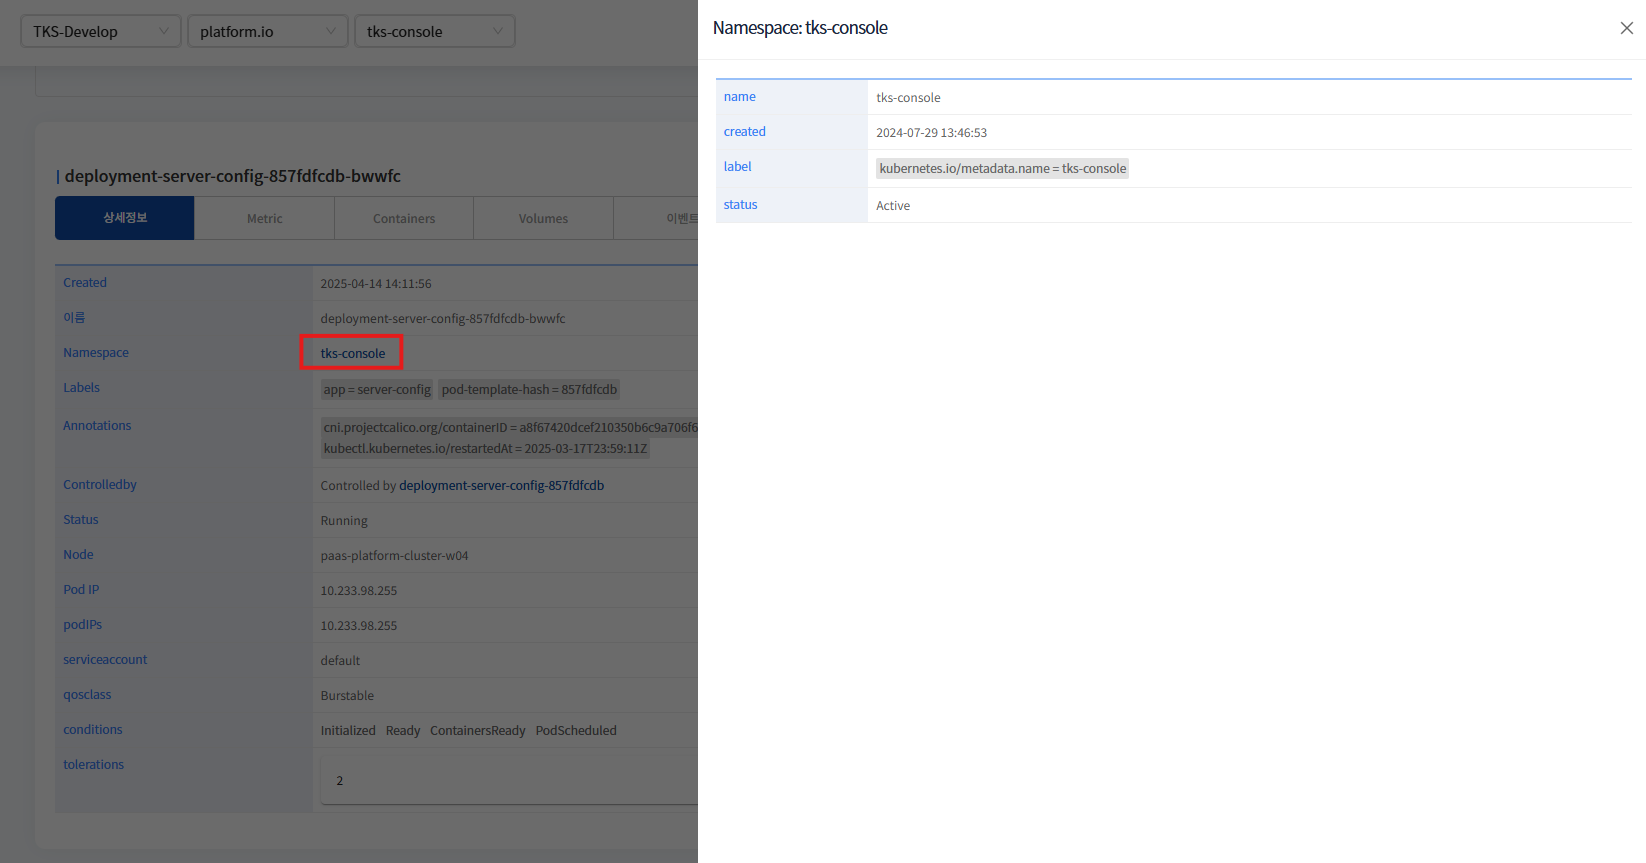 TKS-Develop platform.io tks-console
deployment-server-config-857fdfcdb-bwwfc
상세정보 Metric Containers Volumes 이벤트
Created 2025-04-14 14:11:56
이름 deployment-server-config-857fdfcdb-bwwfc
Namespace tks-console
Labels app = server-config pod-template-hash = 857fdfcdb
Annotations cni.projectcalico.org/containerID = a8f67420dcef210350b6c9a706f6
kubectl.kubernetes.io/restartedAt = 2025-03-17T23:59:11Z
Controlledby Controlled by deployment-server-config-857fdfcdb
Status Running
Node paas-platform-cluster-w04
Pod IP 10.233.98.255
podIPs 10.233.98.255
serviceaccount default
qosclass Burstable
conditions Initialized Ready ContainersReady PodScheduled
tolerations 2
Namespace: tks-console
name tks-console
created 2024-07-29 13:46:53
label kubernetes.io/metadata.name = tks-console
status Active